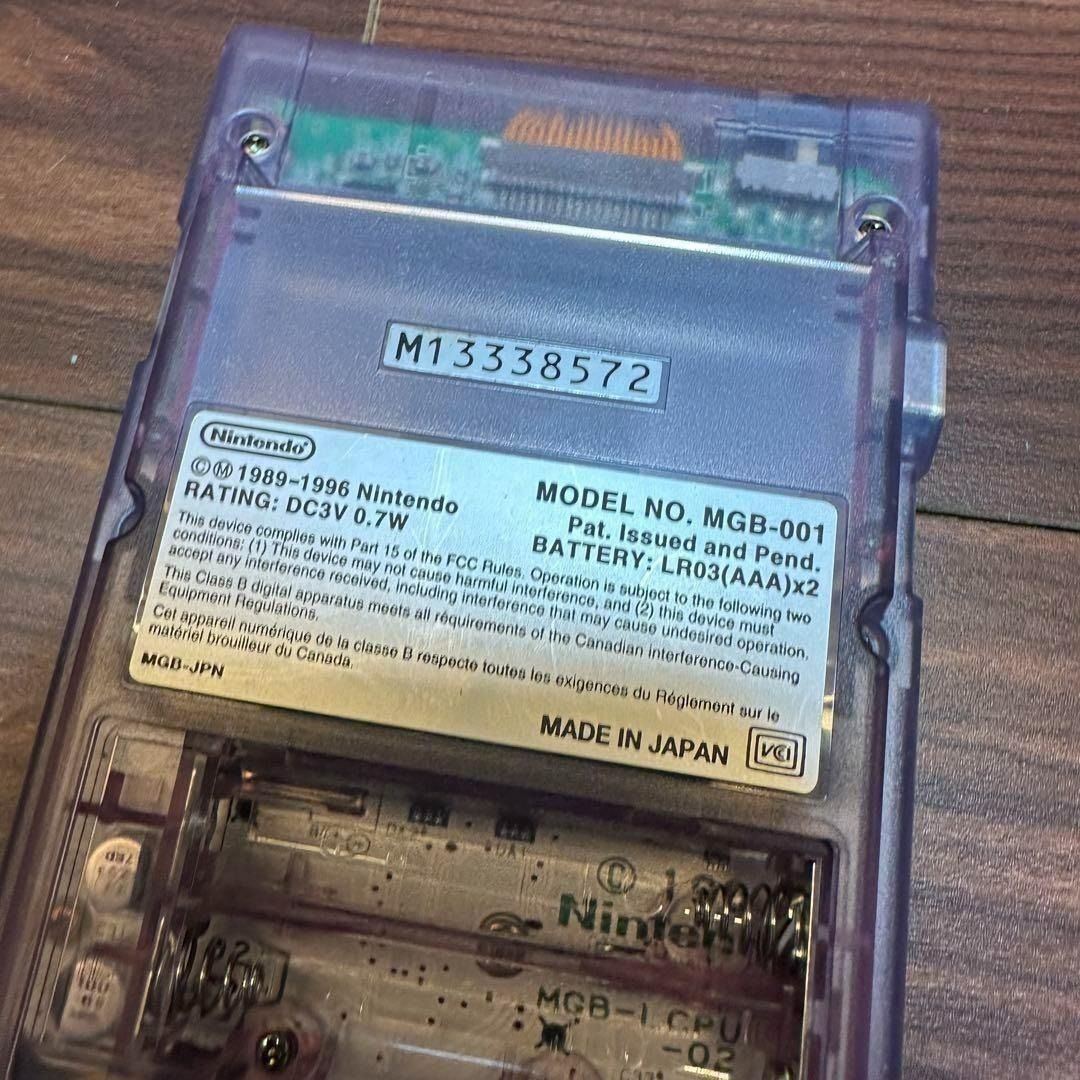 M13338572
Nintendo®
©Ⓜ 1989-1996 Nintendo
RATING: DC3V 0.7W
MODEL NO. MGB-001
Pat. Issued and Pend.
BATTERY: LR03(AAA)x2
This device complies with Part 15 of the FCC Rules. Operation is subject to the following two
conditions: (1) This device may not cause harmful interference, and (2) this device must
accept any interference received, including interference that may cause undesired operation.
This Class B digital apparatus meets all requirements of the Canadian interference-Causing
Equipment Regulations.
Cet appareil numérique de la classe B respecte toutes les exigences du Réglement sur le
matériel brouilleur du Canada.
MGB-JPN
MADE IN JAPAN
VCI
© 1
Ninten
MGB-LCPU
-02